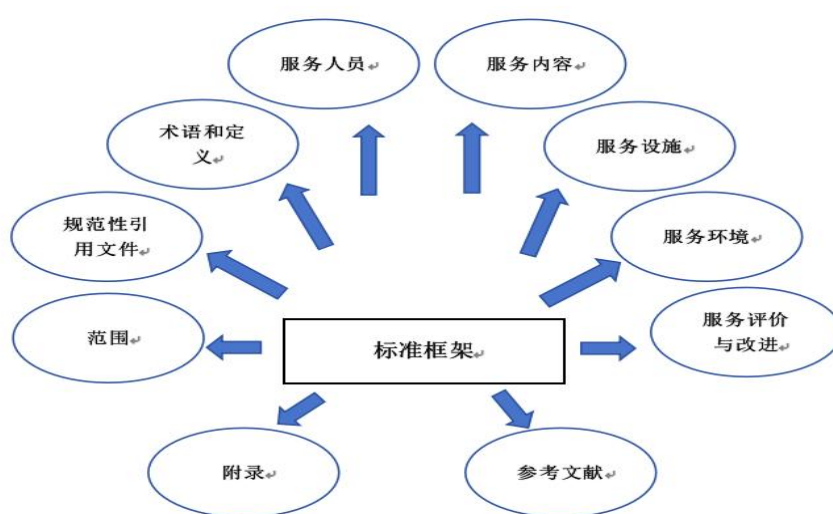 服务人员
服务内容
术语和定
义
服务设施
规范性引
用文件
服务环境
范围
标准框架
服务评价
与改进
附录
参考文献